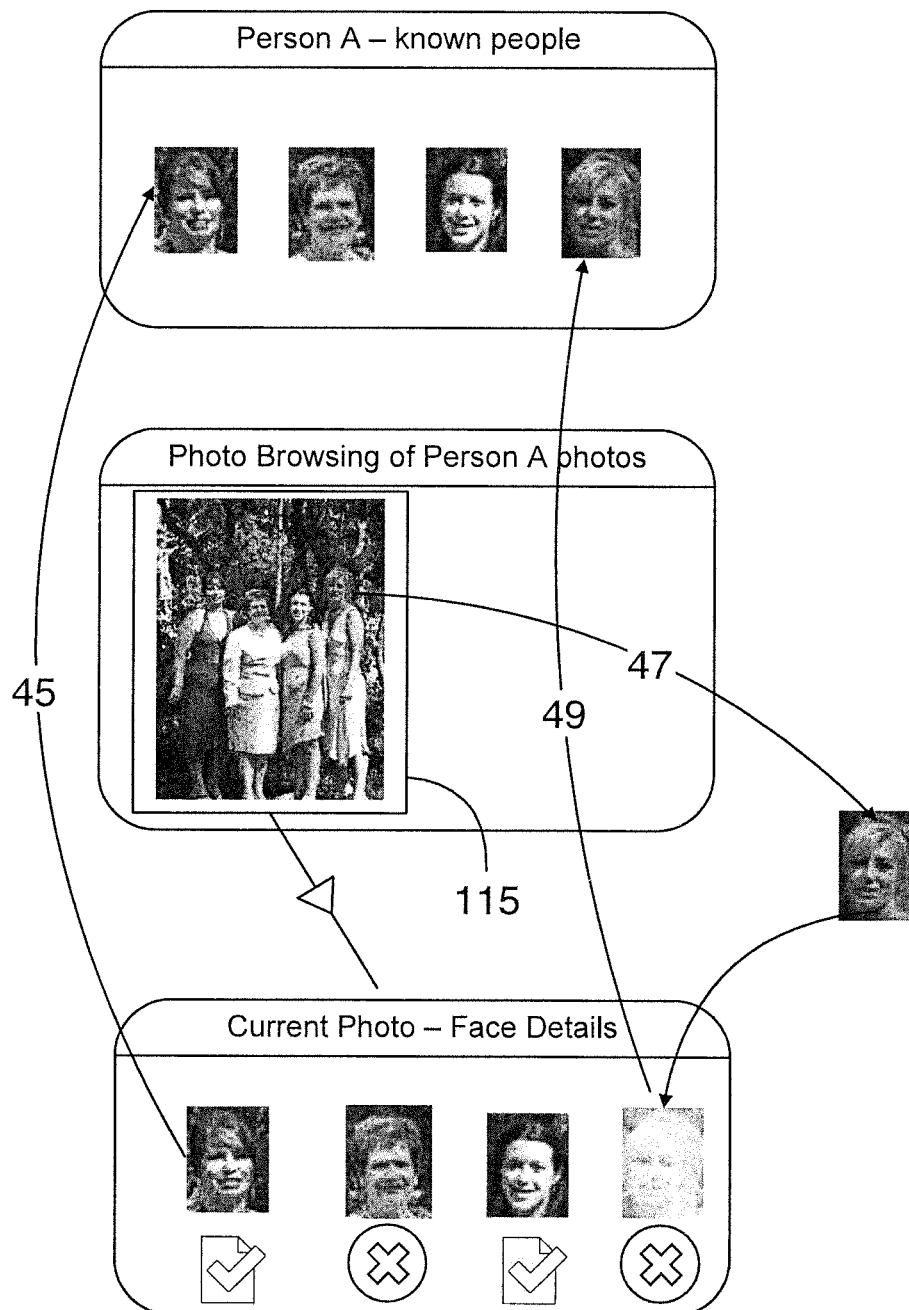 Person A – known people
Photo Browsing of Person A photos
45
47
49
115
Current Photo – Face Details